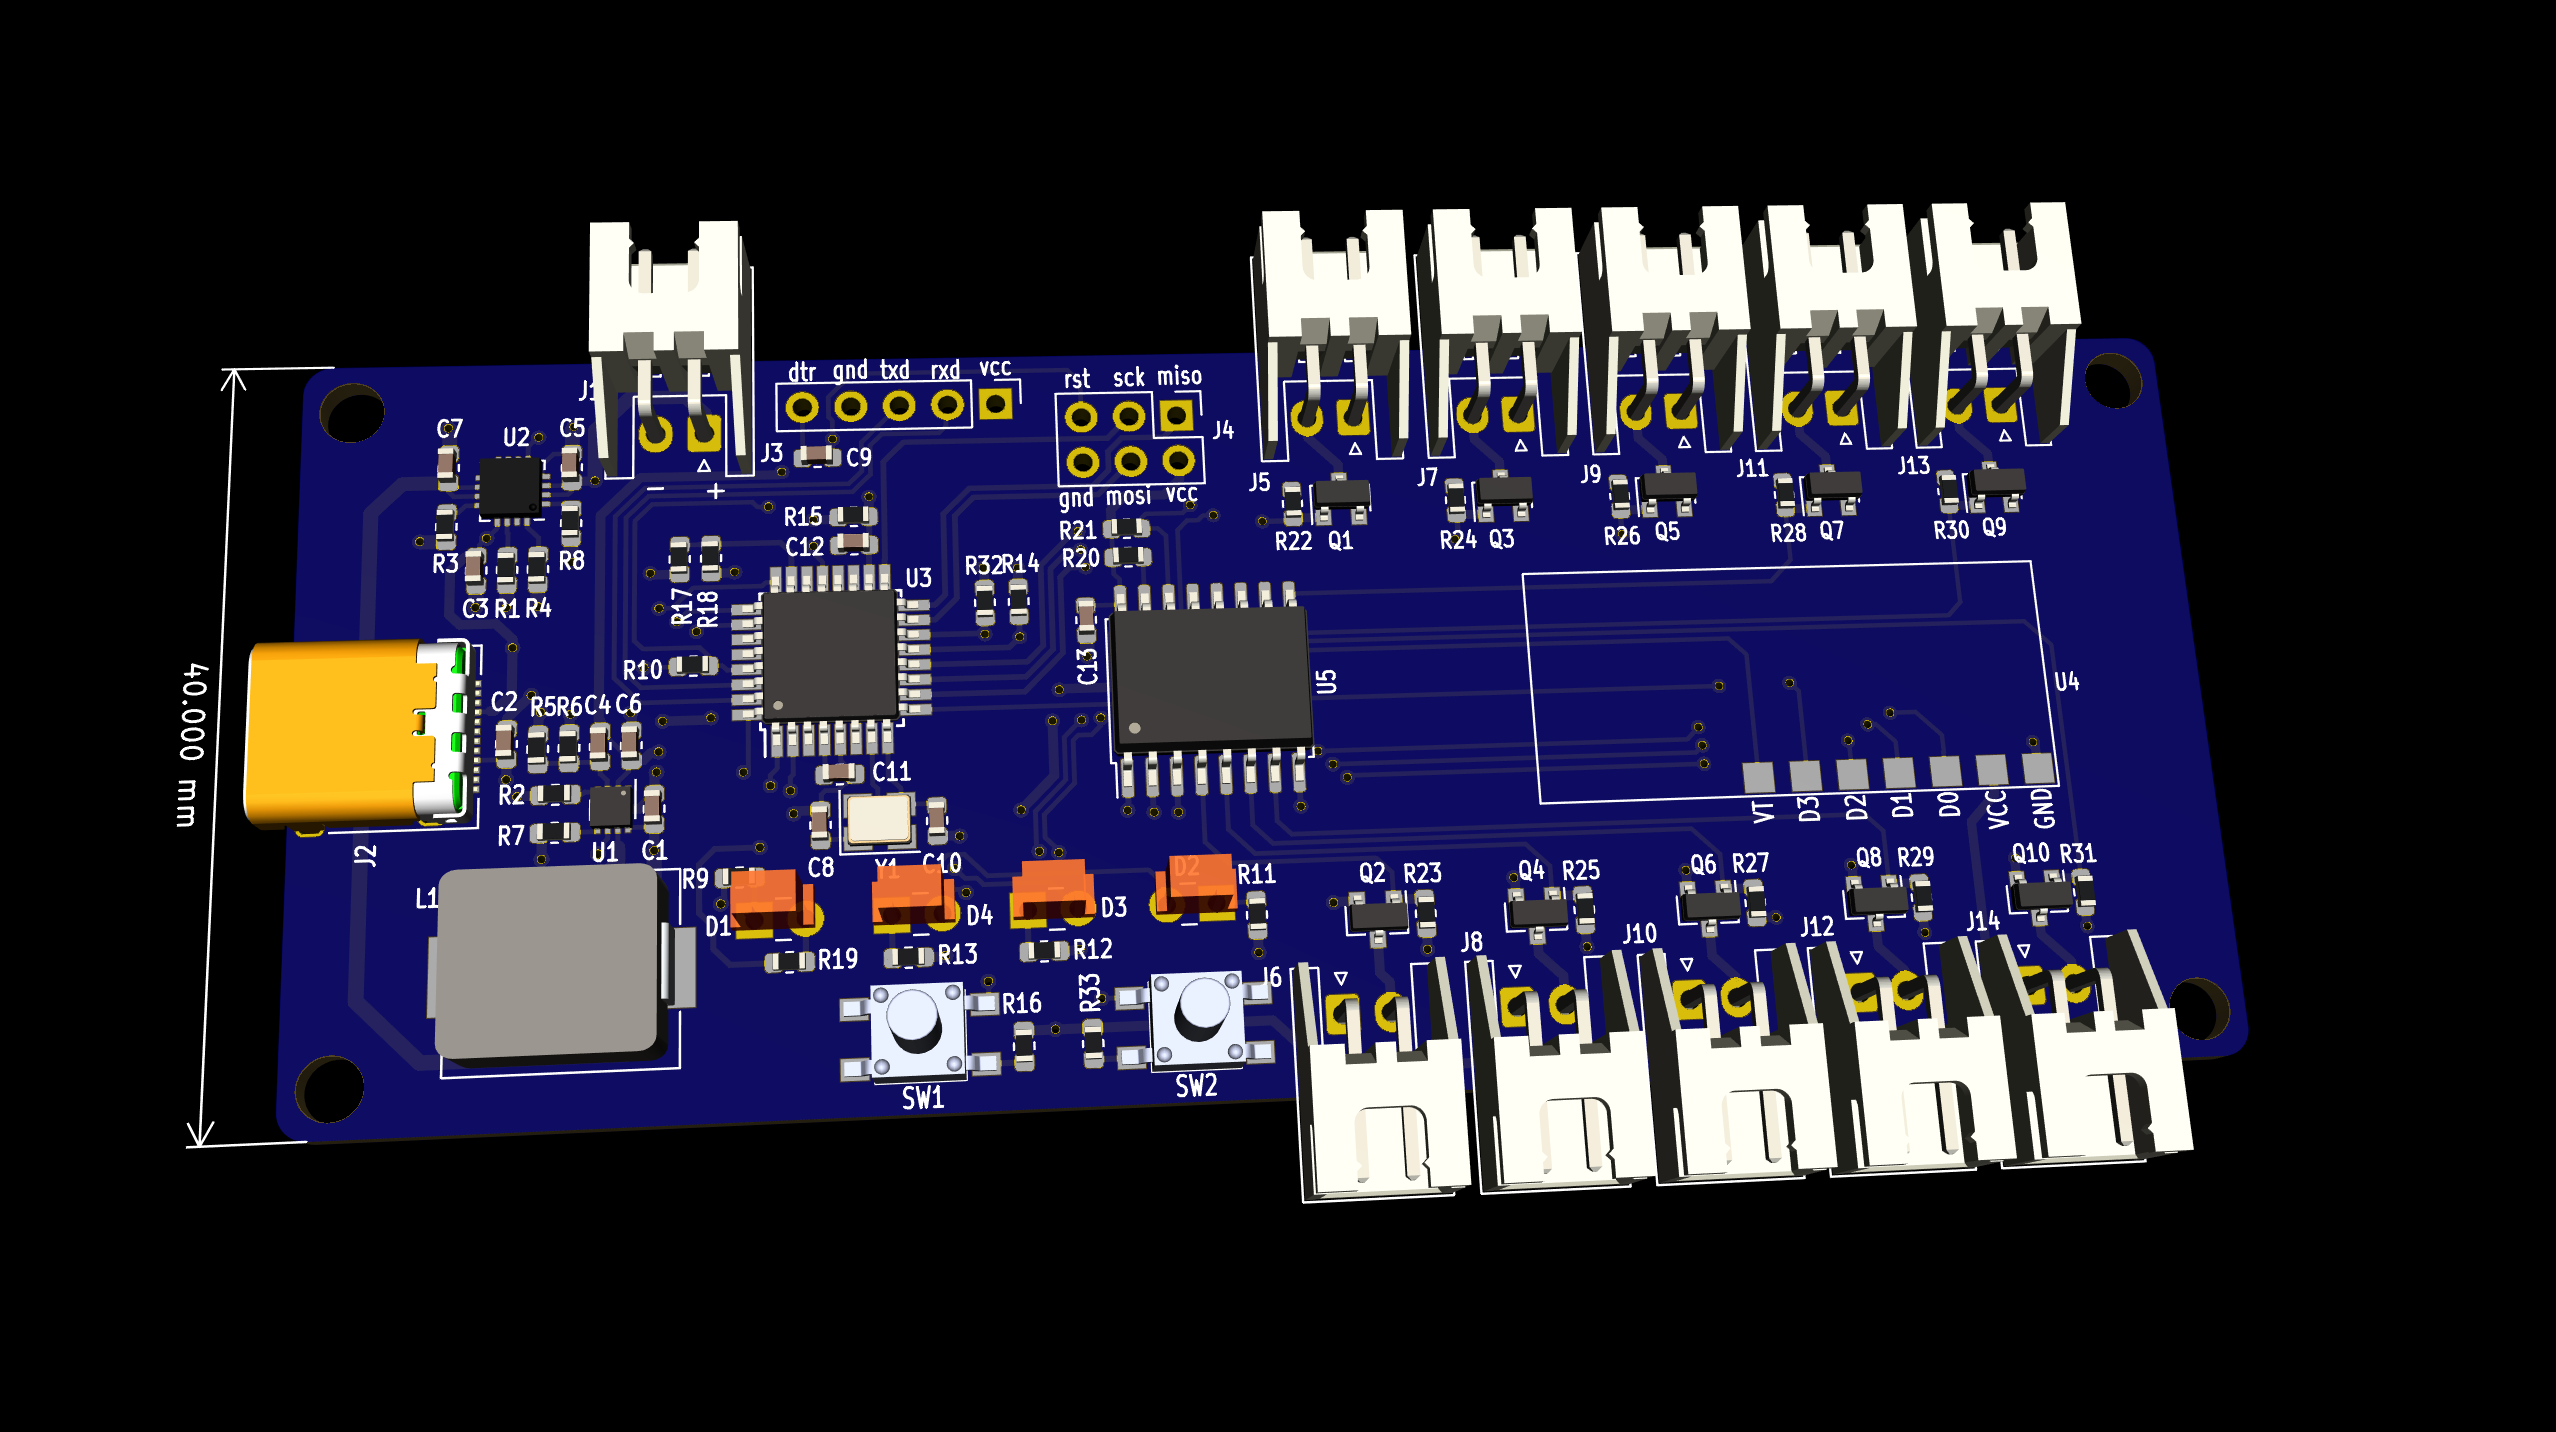 40.000 mm
J1
dtr gnd txd rxd vcc
rst sck miso
J3
J4
gnd mosi vcc
- +
C7 U2 C5
C9
J5 J7 J9 J11 J13
R3 R8
C3 R1 R4
R15
C12
R21
R20
R22 Q1 R24 Q3 R26 Q5 R28 Q7 R30 Q9
R17 R18
U3
R32 R14
R10
C13
U5
U4
C2 R5 R6 C4 C6
R2
R7
U1 C1
C11
J2
VT D3 D2 D1 D0 VCC GND
C8 Y1 C10
L1
R9
D1 D4 D3 D2
R11
Q2 R23 Q4 R25 Q6 R27 Q8 R29 Q10 R31
R19 R13 R12
J6 J8 J10 J12 J14
R16 R33
SW1 SW2